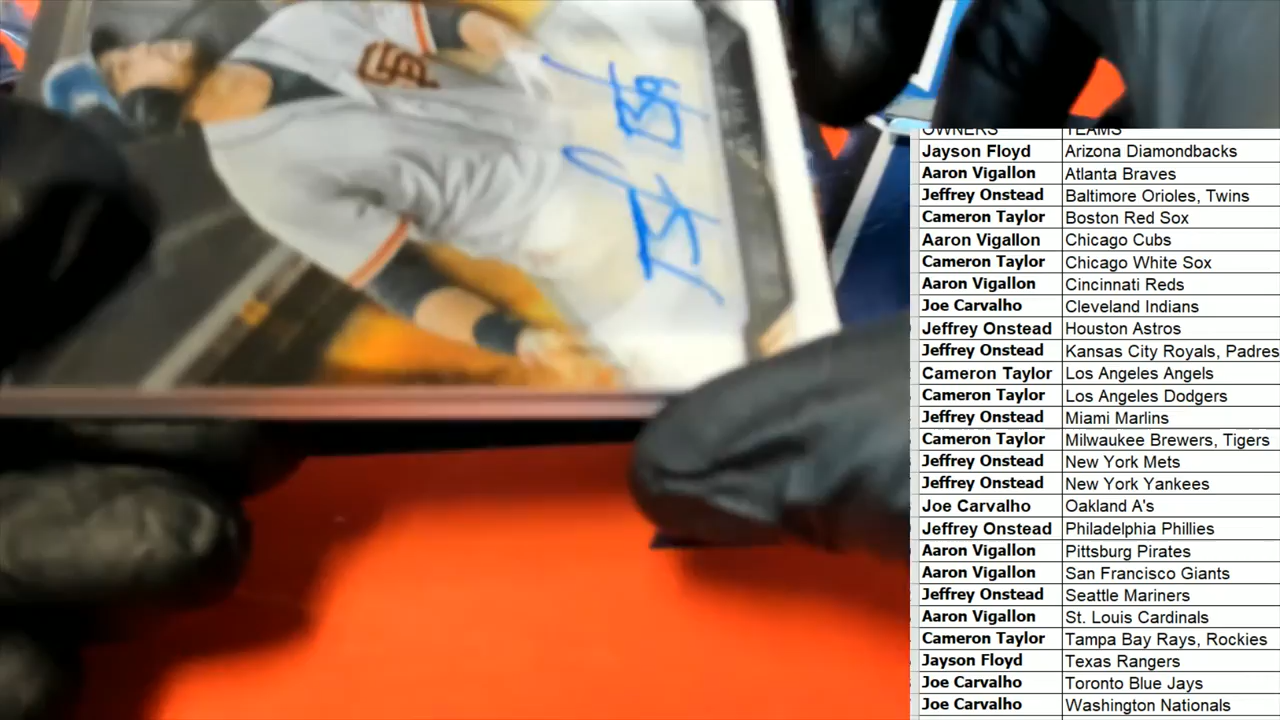 SF
OWNERS TEAMS
Jayson Floyd Arizona Diamondbacks
Aaron Vigallon Atlanta Braves
Jeffrey Onstead Baltimore Orioles, Twins
Cameron Taylor Boston Red Sox
Aaron Vigallon Chicago Cubs
Cameron Taylor Chicago White Sox
Aaron Vigallon Cincinnati Reds
Joe Carvalho Cleveland Indians
Jeffrey Onstead Houston Astros
Jeffrey Onstead Kansas City Royals, Padres
Cameron Taylor Los Angeles Angels
Cameron Taylor Los Angeles Dodgers
Jeffrey Onstead Miami Marlins
Cameron Taylor Milwaukee Brewers, Tigers
Jeffrey Onstead New York Mets
Jeffrey Onstead New York Yankees
Joe Carvalho Oakland A's
Jeffrey Onstead Philadelphia Phillies
Aaron Vigallon Pittsburg Pirates
Aaron Vigallon San Francisco Giants
Jeffrey Onstead Seattle Mariners
Aaron Vigallon St. Louis Cardinals
Cameron Taylor Tampa Bay Rays, Rockies
Jayson Floyd Texas Rangers
Joe Carvalho Toronto Blue Jays
Joe Carvalho Washington Nationals